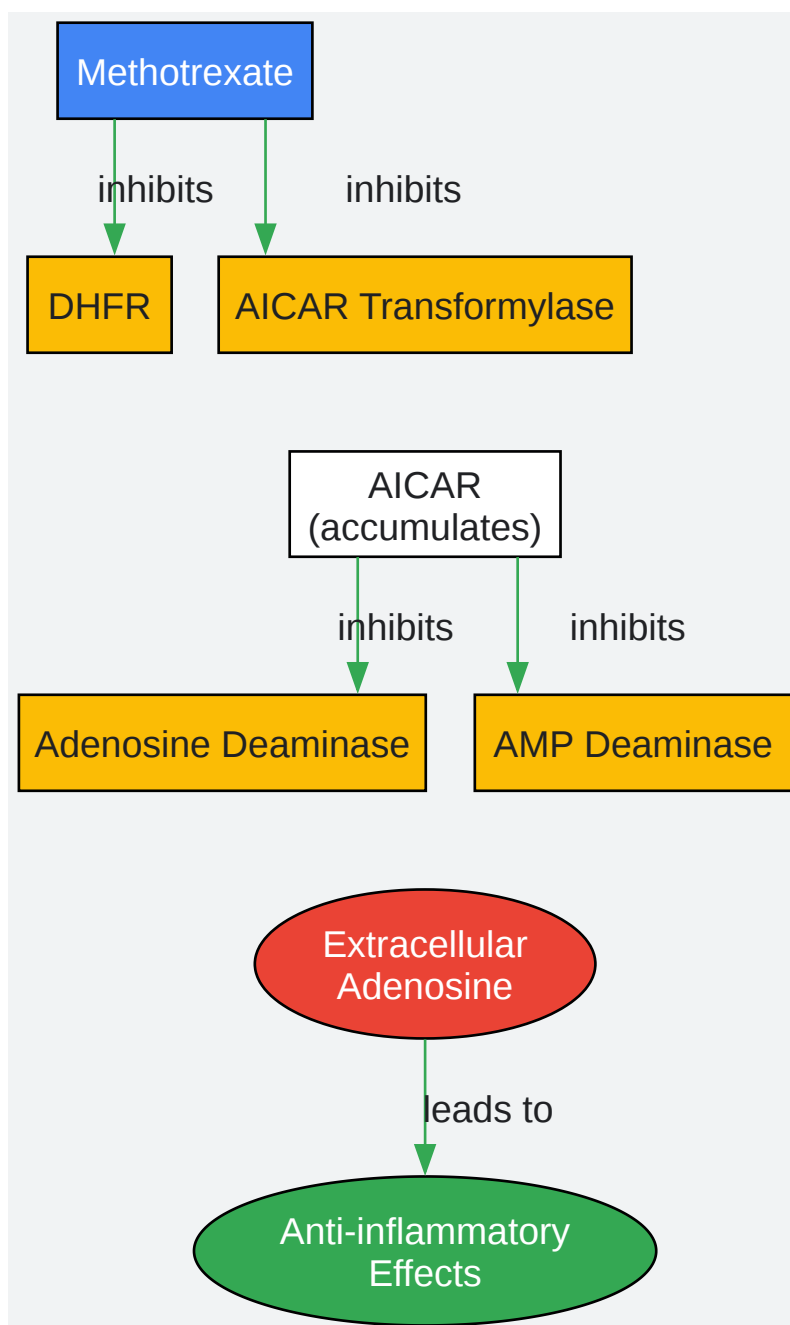 Methotrexate
inhibits
inhibits
DHFR
AICAR Transformylase
AICAR
(accumulates)
inhibits
inhibits
Adenosine Deaminase
AMP Deaminase
Extracellular
Adenosine
leads to
Anti-inflammatory
Effects